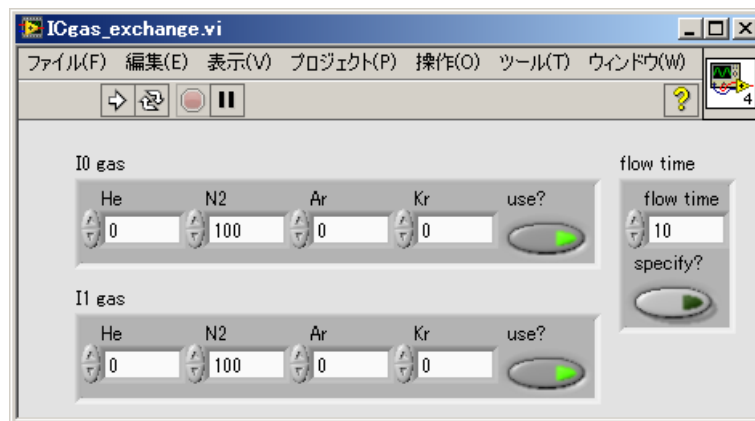 ICgas_exchange.vi
ファイル(F) 編集(E) 表示(V) プロジェクト(P) 操作(O) ツール(T) ウィンドウ(W)
4
I0 gas
He N2 Ar Kr use?
0 100 0 0
flow time
flow time
10
specify?
I1 gas
He N2 Ar Kr use?
0 100 0 0